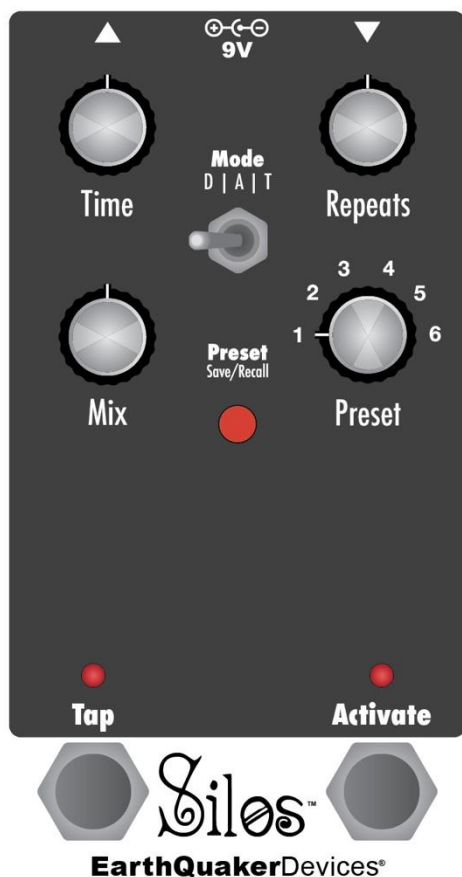 9V
Mode
D | A | T
Time
Repeats
3 4
2 5
1 6
Preset
Save/Recall
Mix
Preset
Tap
Activate
Silos™
EarthQuakerDevices®